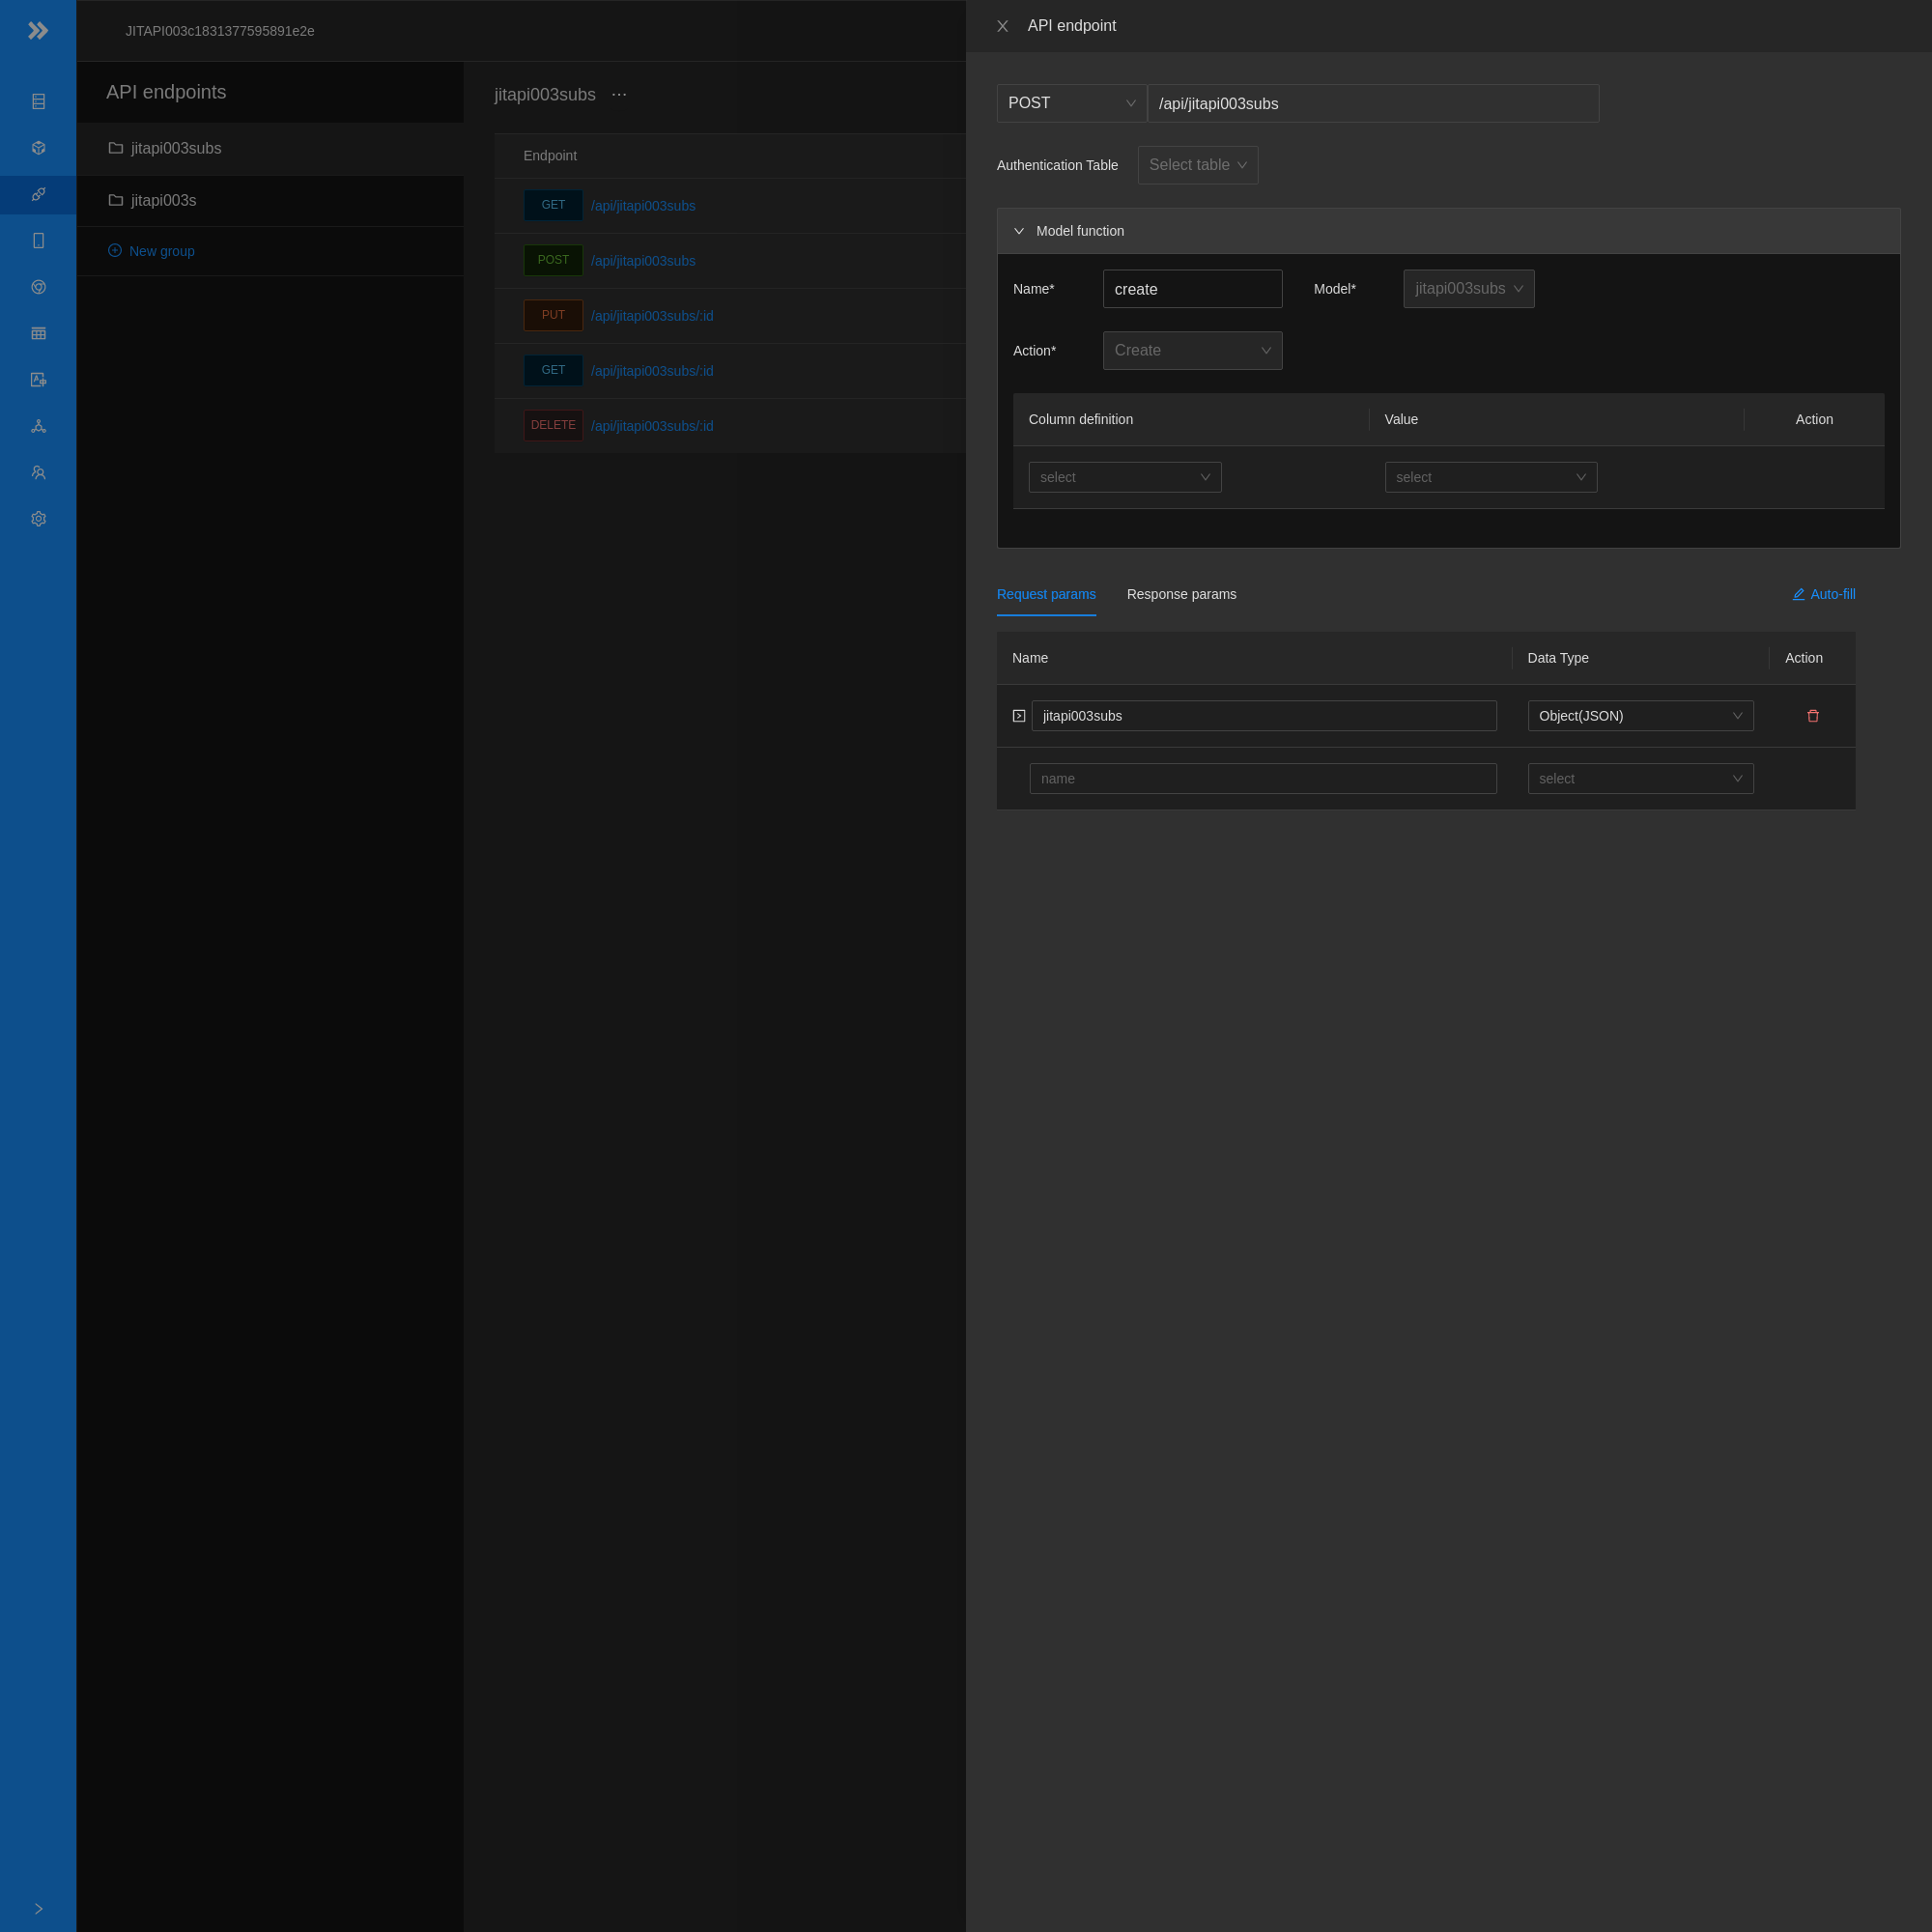 JITAPI003c1831377595891e2e
API endpoints
jitapi003subs
jitapi003s
New group
jitapi003subs ···
Endpoint
GET /api/jitapi003subs
POST /api/jitapi003subs
PUT /api/jitapi003subs/:id
GET /api/jitapi003subs/:id
DELETE /api/jitapi003subs/:id
API endpoint
POST /api/jitapi003subs
Authentication Table Select table
Model function
Name* create Model* jitapi003subs
Action* Create
Column definition Value Action
select select
Request params Response params Auto-fill
Name Data Type Action
jitapi003subs Object(JSON)
name select